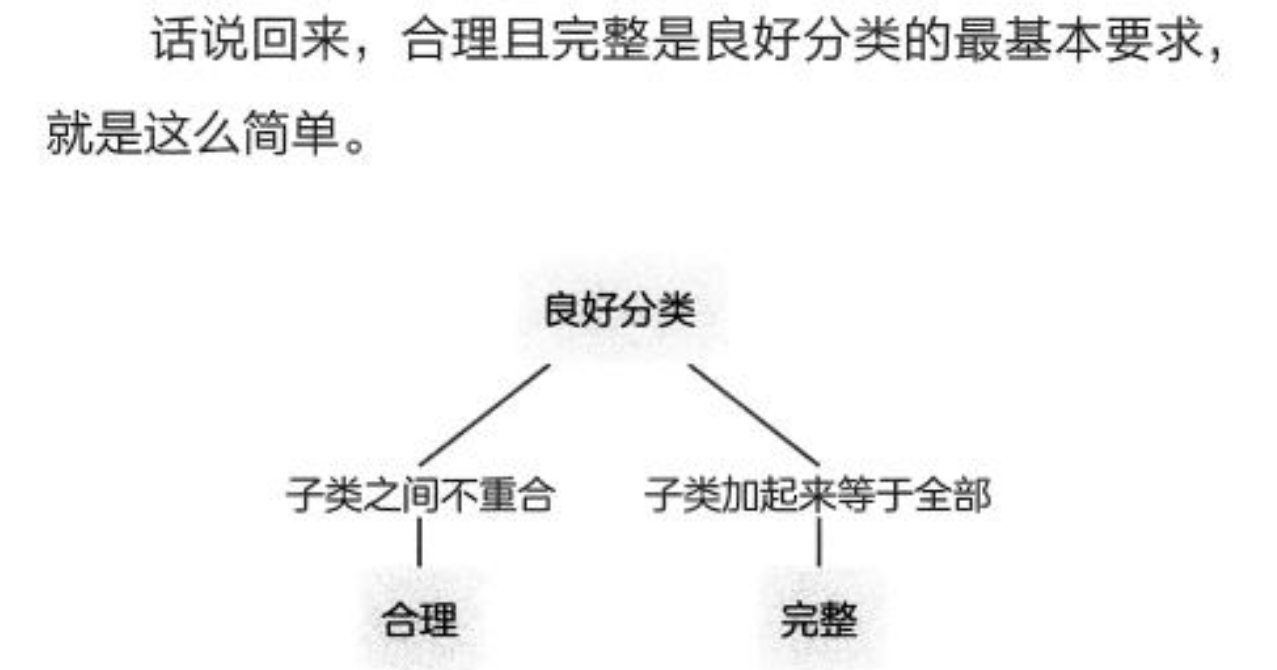 话说回来，合理且完整是良好分类的最基本要求，
就是这么简单。
良好分类
子类之间不重合
子类加起来等于全部
合理
完整